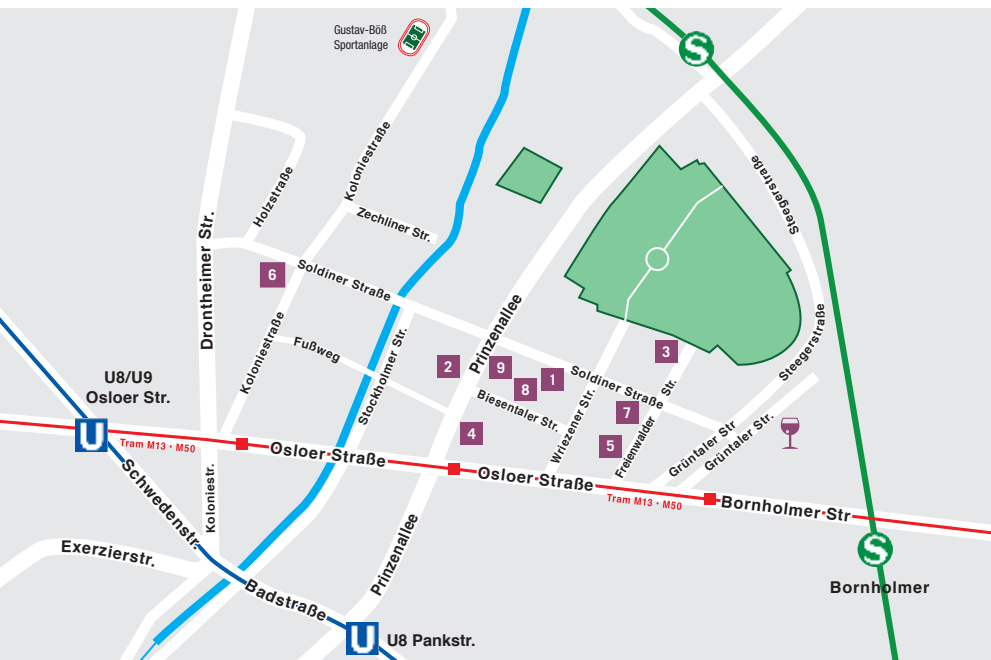 Gustav-Böß
Sportanlage
S
Koloniestraße
Holzstraße
Steegerstraße
Zechliner Str.
Drontheimer Str.
6
Soldiner Straße
Koloniestraße
Fußweg
Stockholmer Str.
Prinzenallee
2
9
8
1
3
Soldiner Straße
Steegerstraße
U8/U9
Osloer Str.
U
Tram M13 · M50
Biesentaler Str.
Wriezener Str.
7
Freienwalder Str.
5
4
Grüntaler Str
Grüntaler Str.
Osloer·Straße
Osloer·Straße
Tram M13 · M50
Bornholmer·Str
Schwedenstr.
Koloniestr.
Exerzierstr.
Badstraße
Prinzenallee
S
Bornholmer
U
U8 Pankstr.